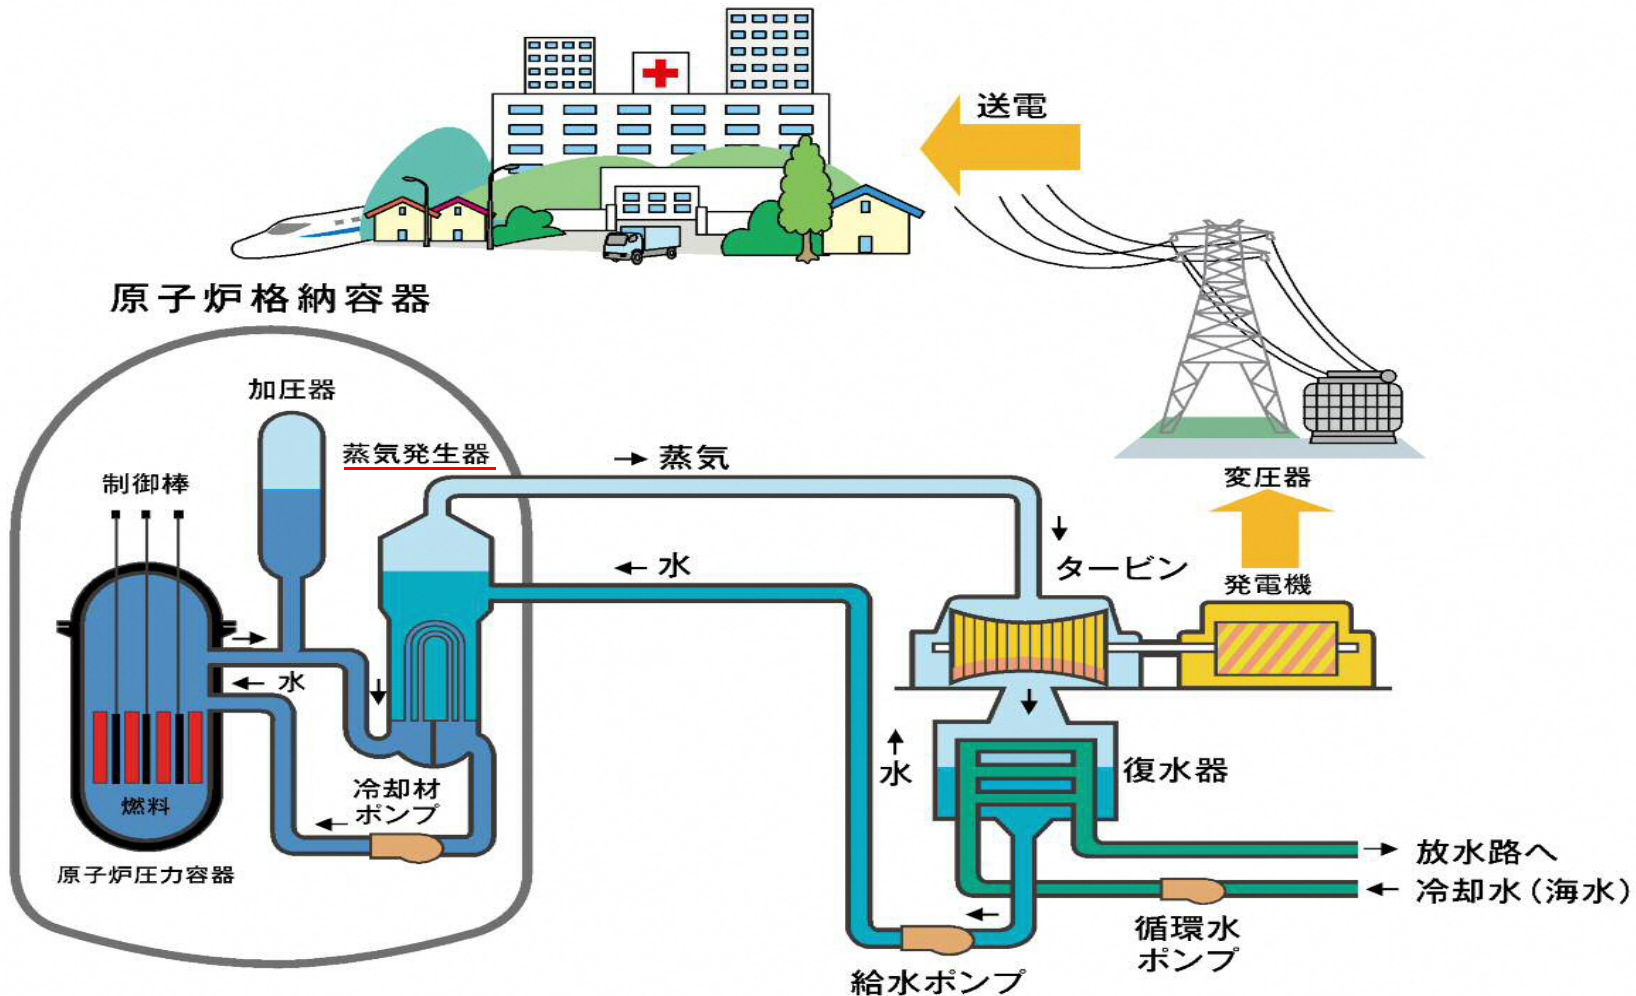 送電
原子炉格納容器
加圧器
蒸気発生器
制御棒
蒸気
変圧器
水
タービン
発電機
水
水
復水器
冷却材
ポンプ
燃料
原子炉圧力容器
放水路へ
冷却水(海水)
循環水
ポンプ
給水ポンプ